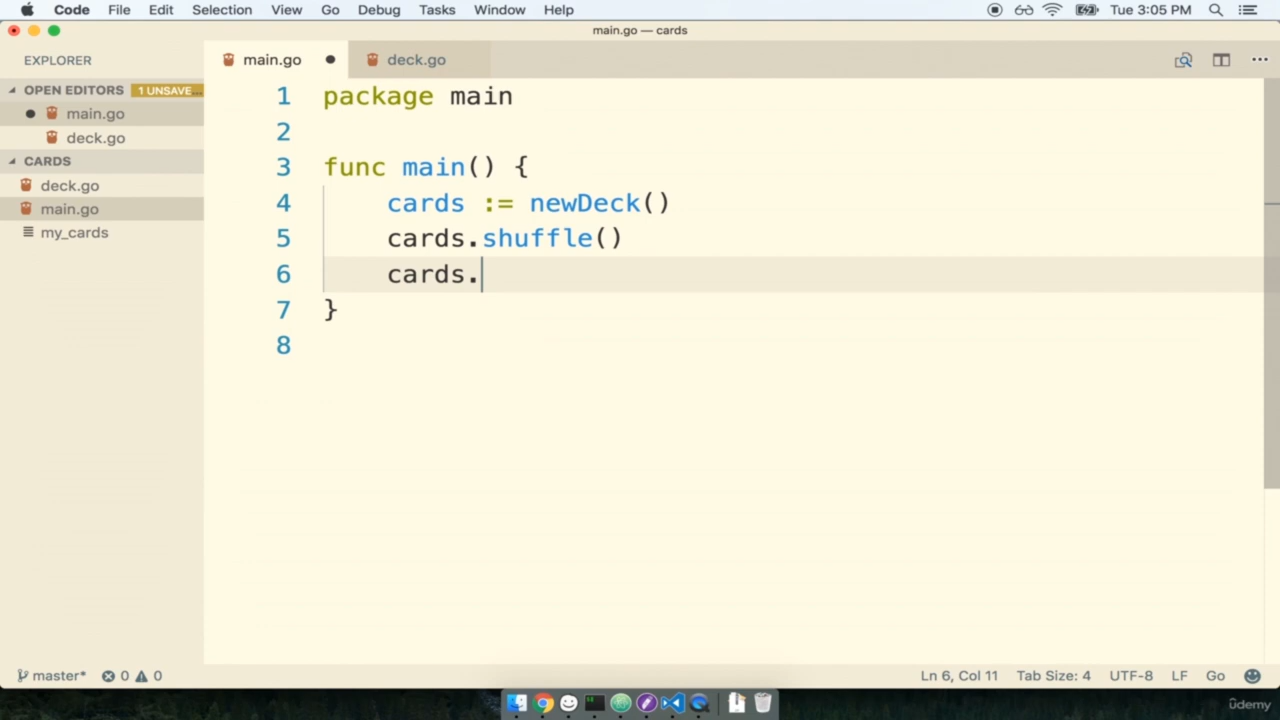 Code File Edit Selection View Go Debug Tasks Window Help Tue 3:05 PM
main.go — cards
EXPLORER main.go deck.go
OPEN EDITORS 1 UNSAVE...
main.go
deck.go
CARDS
deck.go
main.go
my_cards
1 package main
2
3 func main() {
4 cards := newDeck()
5 cards.shuffle()
6 cards.
7 }
8
master* 0 0 Ln 6, Col 11 Tab Size: 4 UTF-8 LF Go
ûdemy